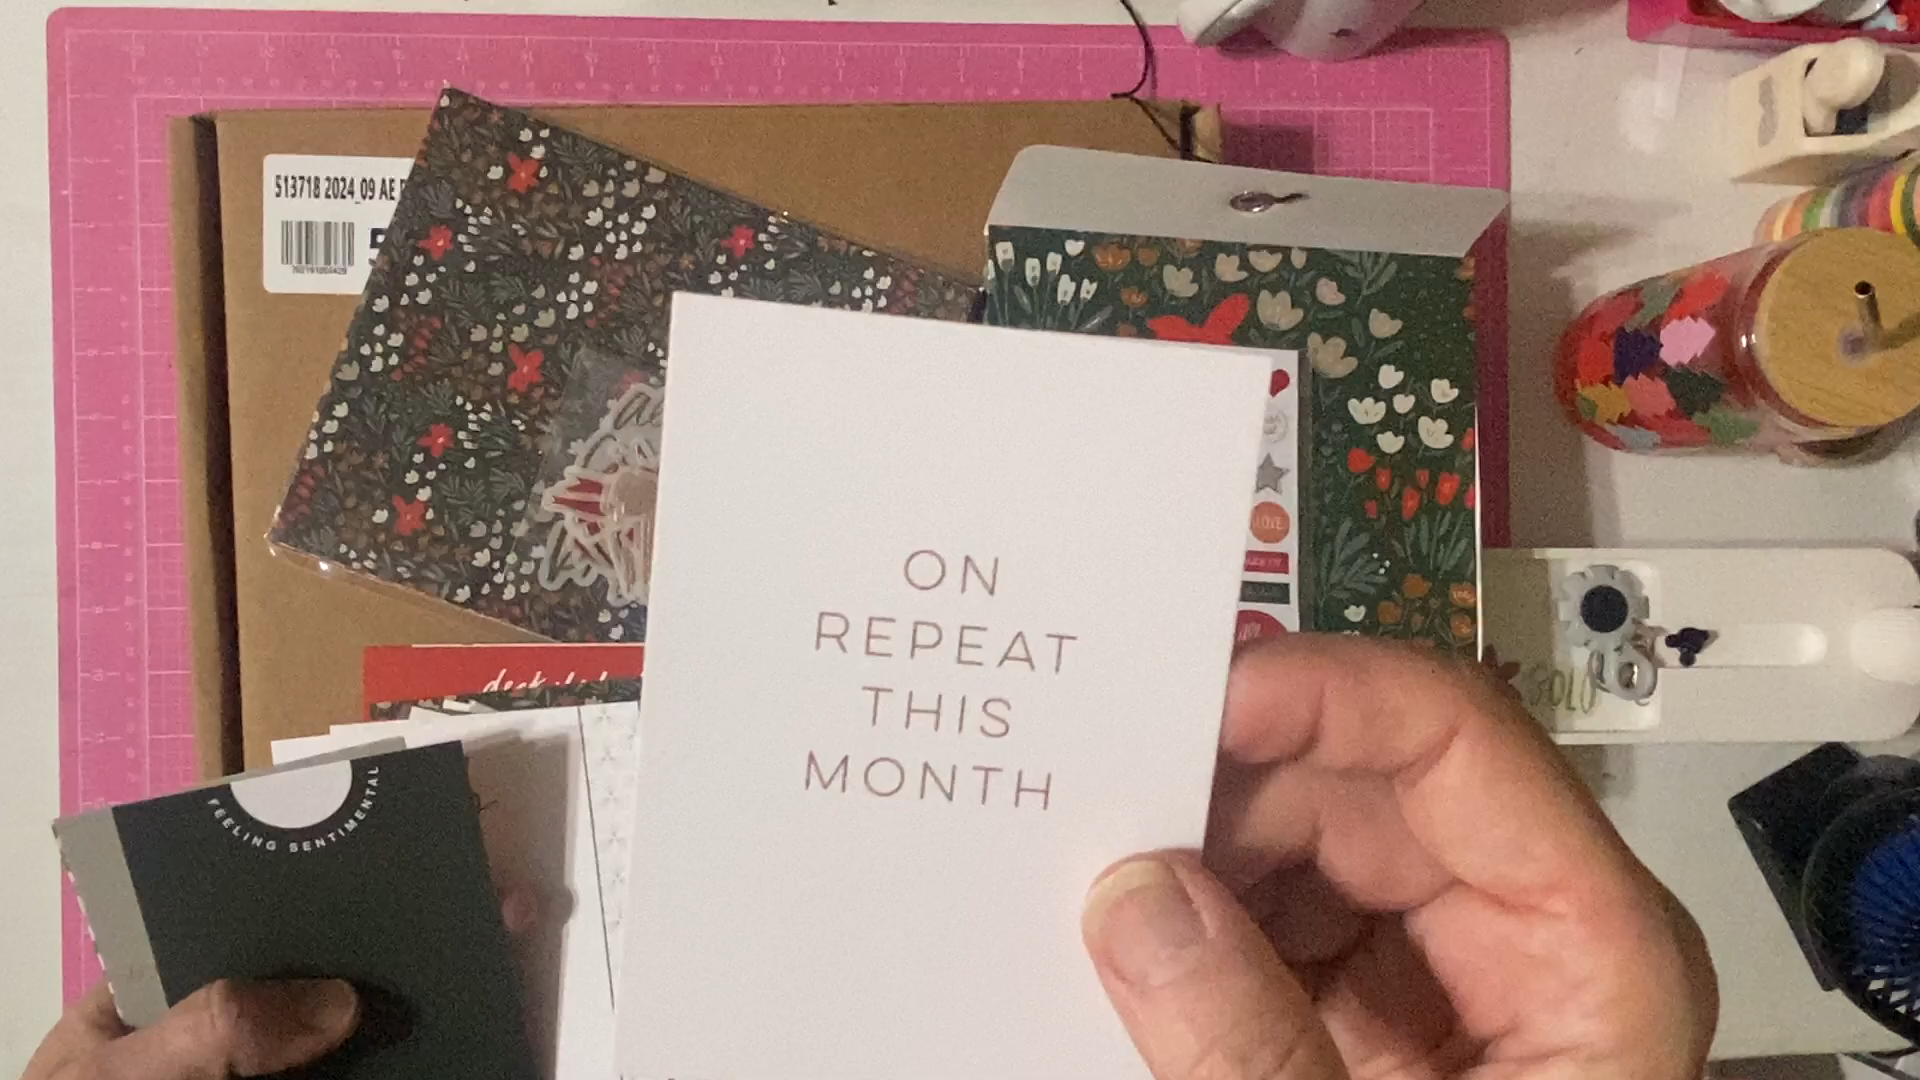 513718 2024_09 AE
ON
REPEAT
THIS
MONTH
LOVE
FEELING SENTIMENTAL